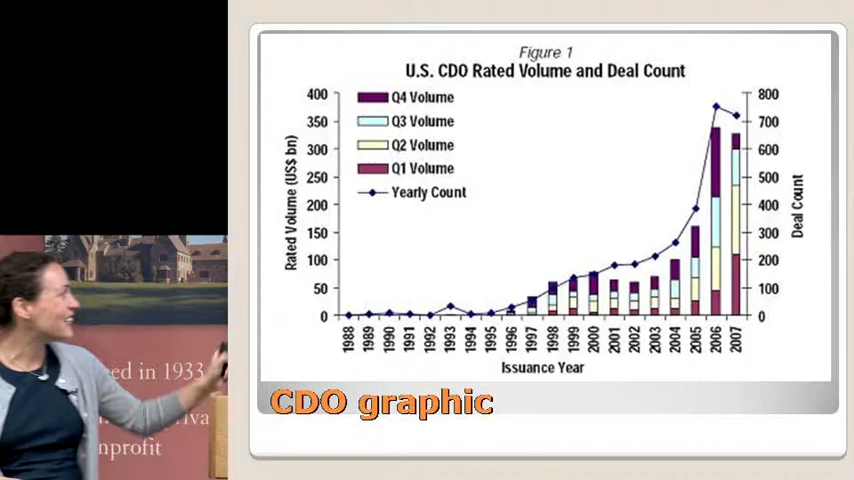 Figure 1
U.S. CDO Rated Volume and Deal Count
Rated Volume (US$ bn)
400
350
300
250
200
150
100
50
0
Q4 Volume
Q3 Volume
Q2 Volume
Q1 Volume
Yearly Count
800
700
600
500
400
300
200
100
0
Deal Count
1988 1989 1990 1991 1992 1993 1994 1995 1996 1997 1998 1999 2000 2001 2002 2003 2004 2005 2006 2007
Issuance Year
CDO graphic
ed in 1933
nprofit